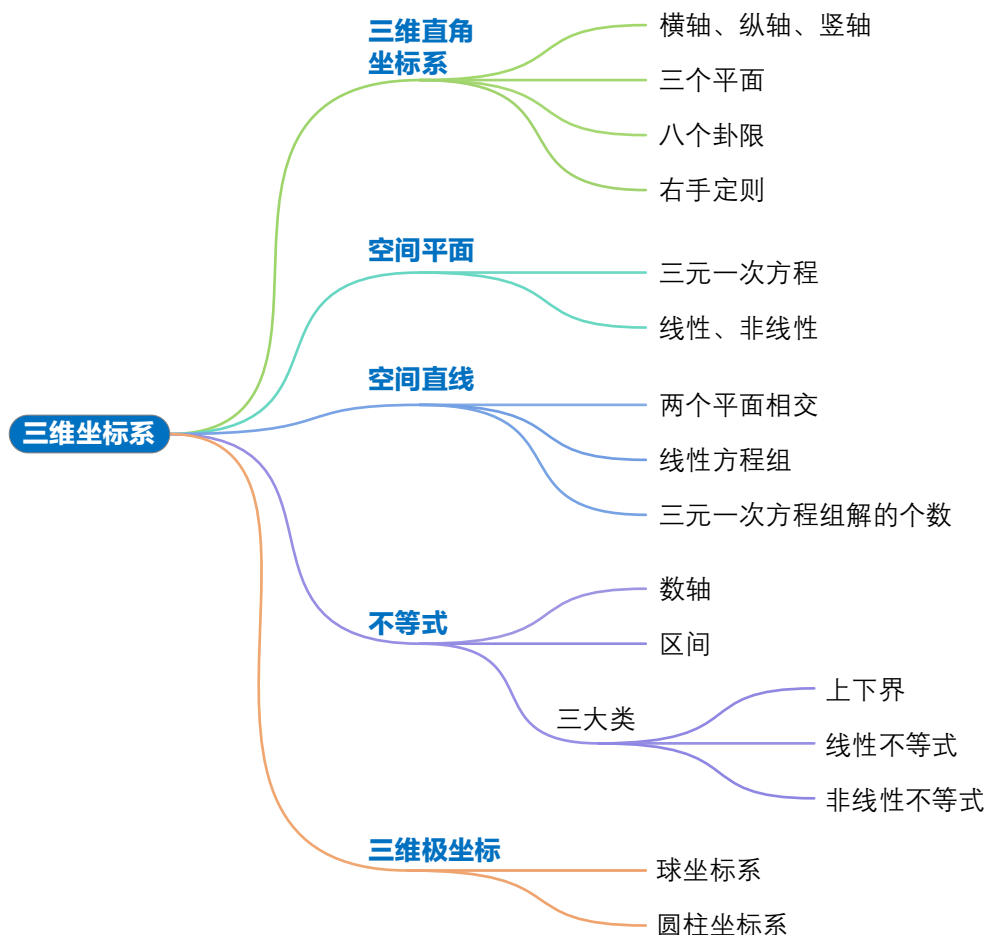 三维坐标系
三维直角
坐标系
横轴、纵轴、竖轴
三个平面
八个卦限
右手定则
空间平面
三元一次方程
线性、非线性
空间直线
两个平面相交
线性方程组
三元一次方程组解的个数
不等式
数轴
区间
三大类
上下界
线性不等式
非线性不等式
三维极坐标
球坐标系
圆柱坐标系